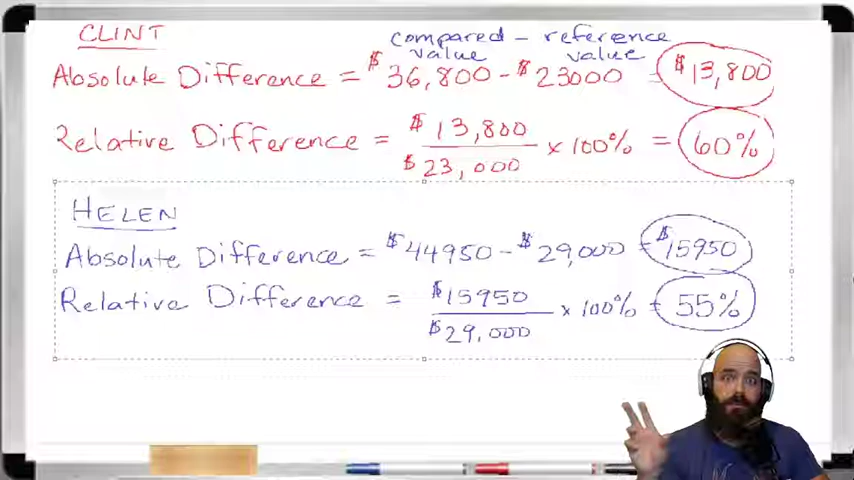 CLINT
compared - reference
value value
Absolute Difference = $36,800 - $23000 = $13,800
Relative Difference = $13,800 / $23,000 x 100% = 60%
HELEN
Absolute Difference = $44950 - $29,000 = $15950
Relative Difference = $15950 / $29,000 x 100% = 55%